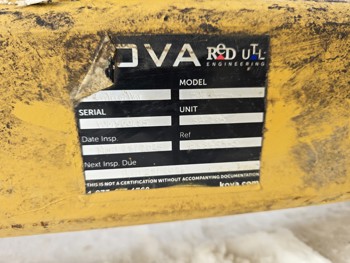 OVA ReD UTL
ENGINEERING
MODEL
SERIAL
UNIT
Date Insp.
Ref
Next Insp. Due
THIS IS NOT A CERTIFICATION WITHOUT ACCOMPANYING DOCUMENTATION
kova.com